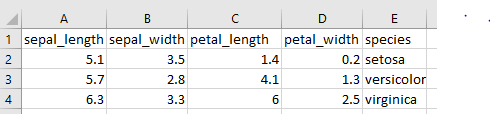 A B C D E
1 sepal_length sepal_width petal_length petal_width species
2 5.1 3.5 1.4 0.2 setosa
3 5.7 2.8 4.1 1.3 versicolor
4 6.3 3.3 6 2.5 virginica